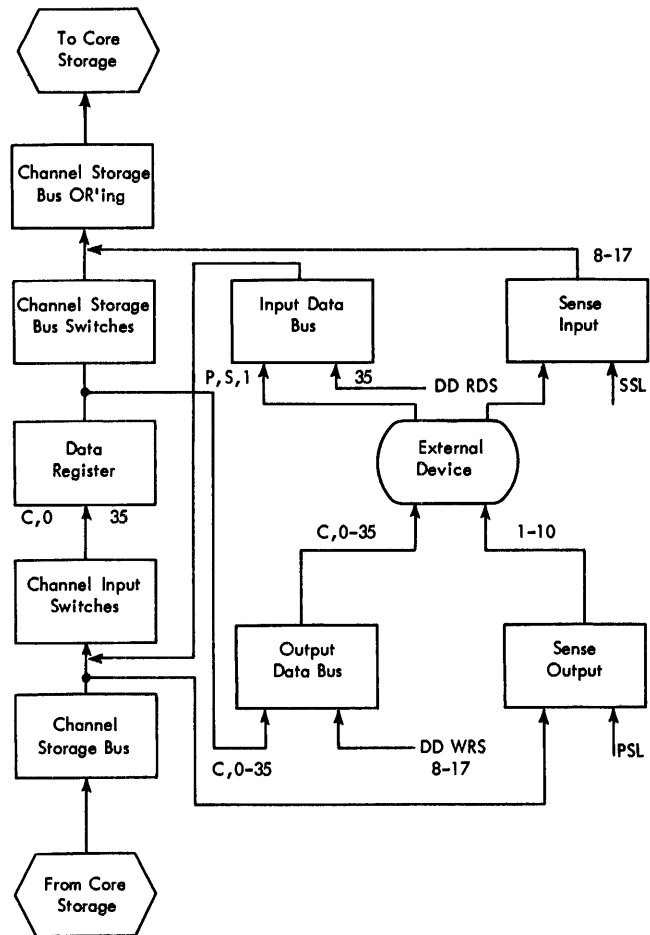 To Core
Storage
Channel Storage
Bus OR'ing
8-17
Channel Storage
Bus Switches
Input Data
Bus
Sense
Input
P,S,1
35
DD RDS
SSL
Data
Register
External
Device
C,0
35
C,0-35
1-10
Channel Input
Switches
Output
Data Bus
Sense
Output
Channel
Storage Bus
DD WRS
PSL
C,0-35
8-17
From Core
Storage